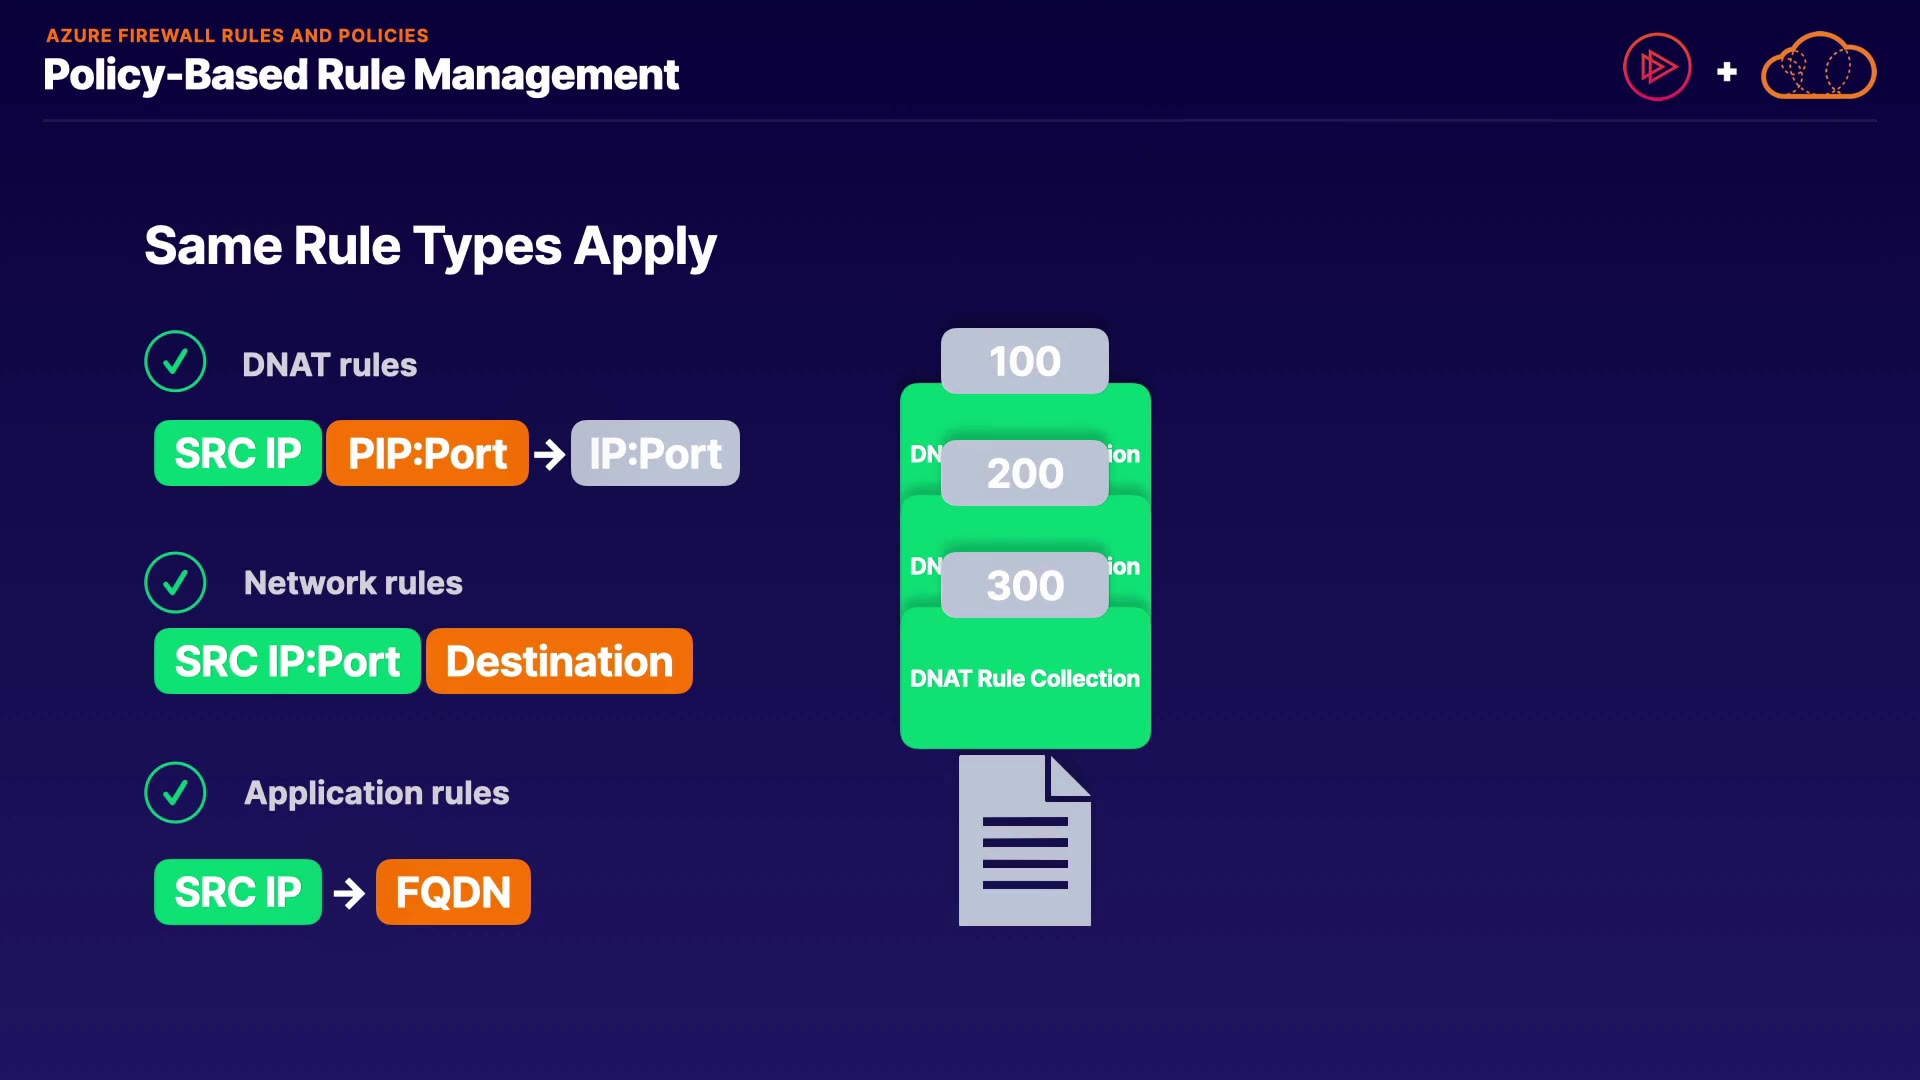 AZURE FIREWALL RULES AND POLICIES
Policy-Based Rule Management
+
Same Rule Types Apply
DNAT rules
SRC IP PIP:Port → IP:Port
Network rules
SRC IP:Port Destination
Application rules
SRC IP → FQDN
100
DN ion
200
DN ion
300
DNAT Rule Collection